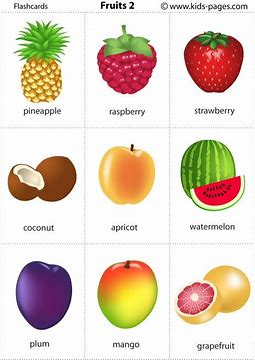 Flashcards
Fruits 2
www.kids-pages.com
pineapple
raspberry
strawberry
coconut
apricot
watermelon
plum
mango
grapefruit